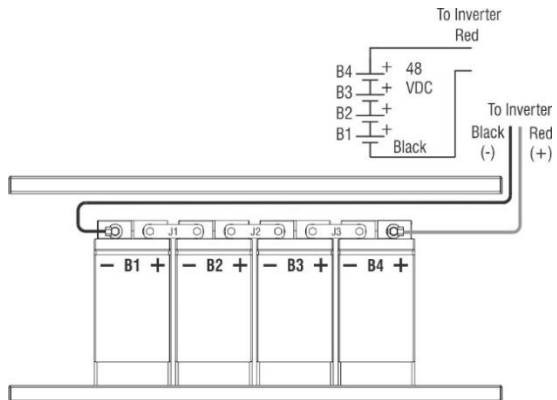 To Inverter
Red
B4 + 48
B3 + VDC
B2 +
B1 + Black
To Inverter
Black Red
(-) (+)
J1 J2 J3
− B1 + − B2 + − B3 + − B4 +